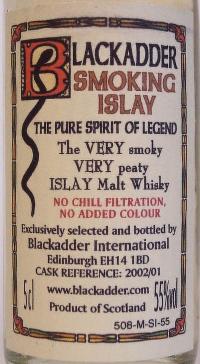 BLACKADDER
SMOKING
ISLAY
THE PURE SPIRIT OF LEGEND
The VERY smoky
VERY peaty
ISLAY Malt Whisky
NO CHILL FILTRATION,
NO ADDED COLOUR
Exclusively selected and bottled by
Blackadder International
Edinburgh EH14 1BD
CASK REFERENCE: 2002/01
5cl www.blackadder.com 55%vol
Product of Scotland
508-M-SI-55